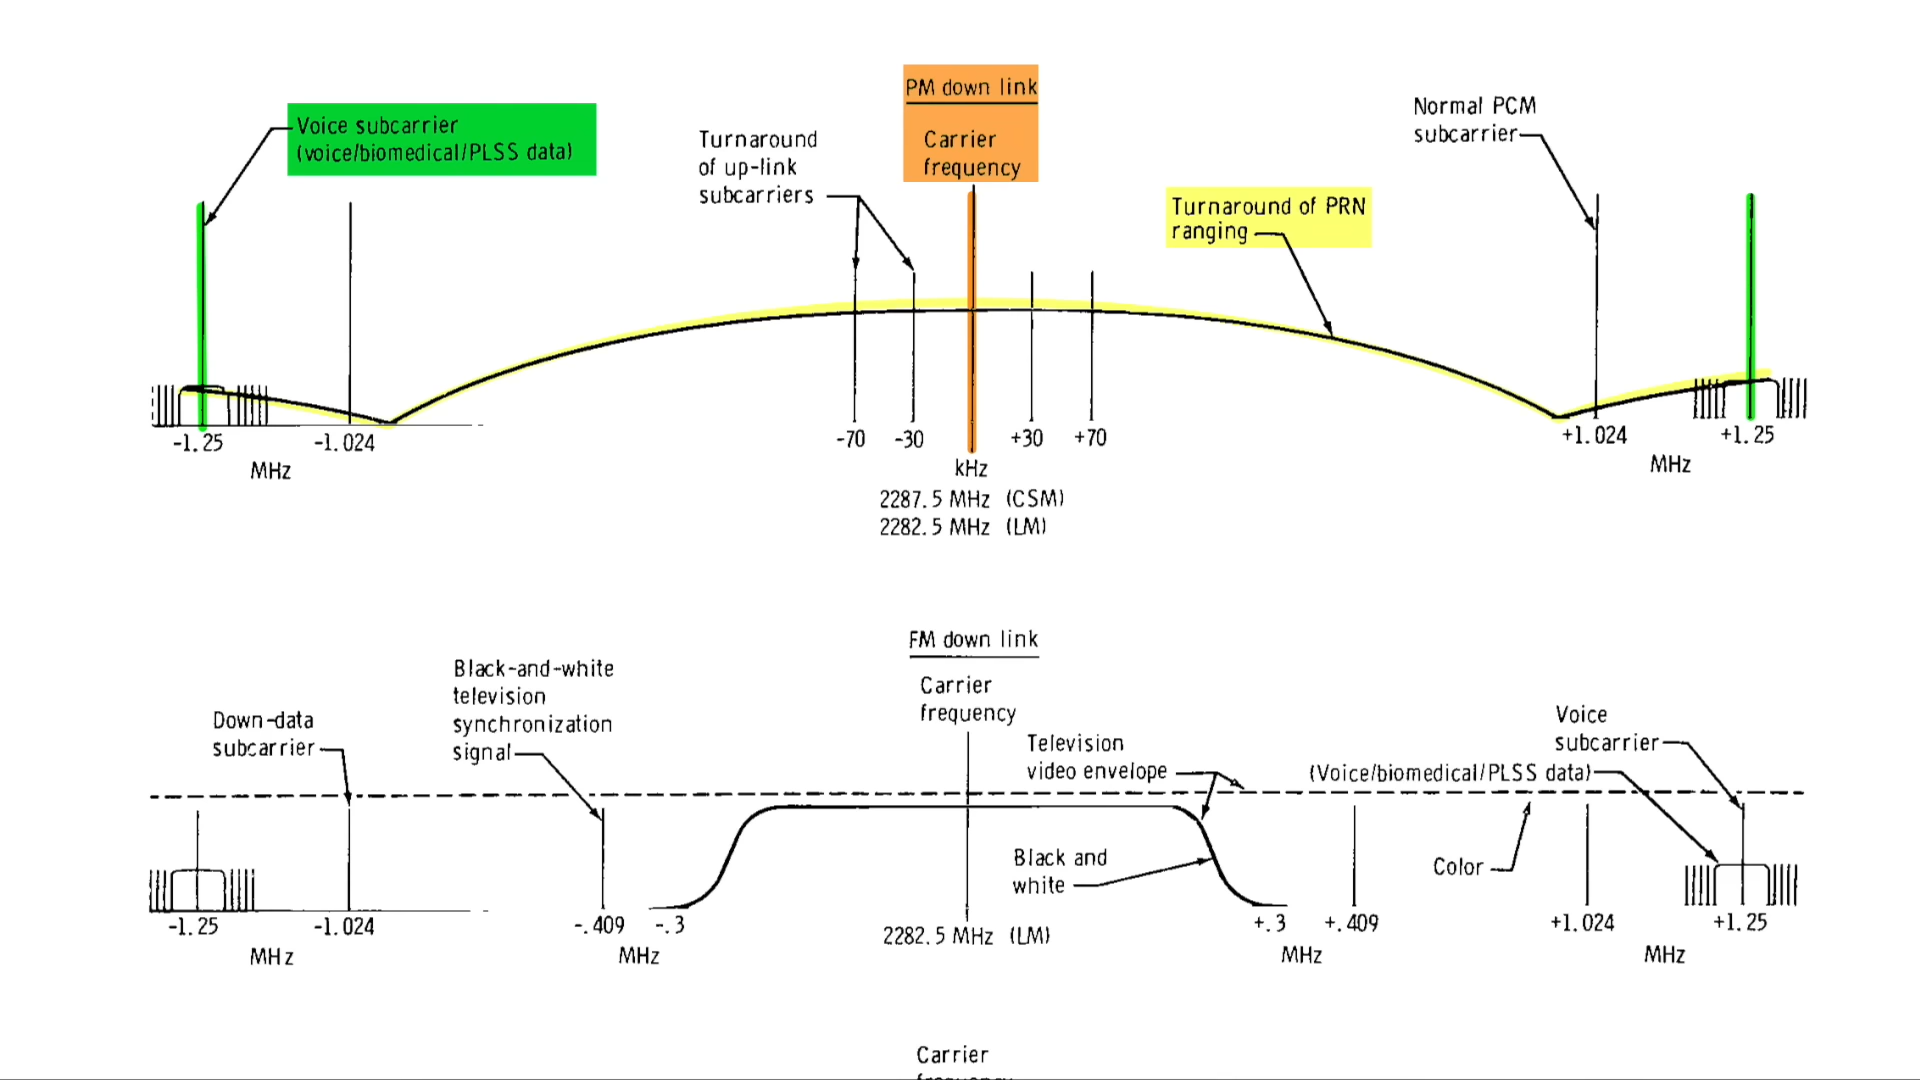 PM down link
Carrier
frequency
Voice subcarrier
(voice/biomedical/PLSS data)
Turnaround
of up-link
subcarriers
Turnaround of PRN
ranging
Normal PCM
subcarrier
-1.25
-1.024
MHz
-70
-30
+30
+70
kHz
2287.5 MHz (CSM)
2282.5 MHz (LM)
+1.024
+1.25
MHz
FM down link
Carrier
frequency
Down-data
subcarrier
Black-and-white
television
synchronization
signal
Television
video envelope
Voice
subcarrier
(Voice/biomedical/PLSS data)
Black and
white
Color
-1.25
-1.024
MHz
-.409
-.3
MHz
2282.5 MHz (LM)
+.3
+.409
MHz
+1.024
+1.25
MHz
Carrier
frequency